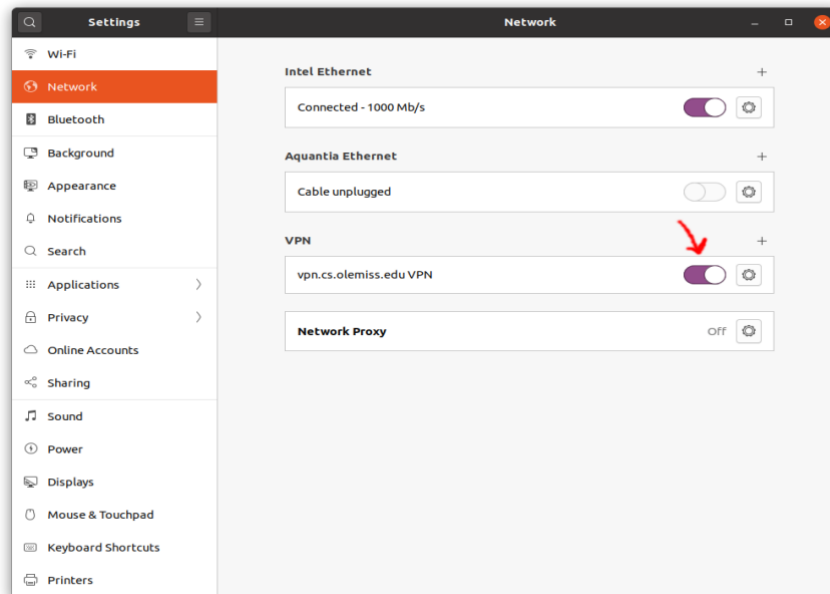 Settings
Network
Wi-Fi
Network
Bluetooth
Background
Appearance
Notifications
Search
Applications
Privacy
Online Accounts
Sharing
Sound
Power
Displays
Mouse & Touchpad
Keyboard Shortcuts
Printers
Intel Ethernet
Connected - 1000 Mb/s
Aquantia Ethernet
Cable unplugged
VPN
vpn.cs.olemiss.edu VPN
Network Proxy
Off